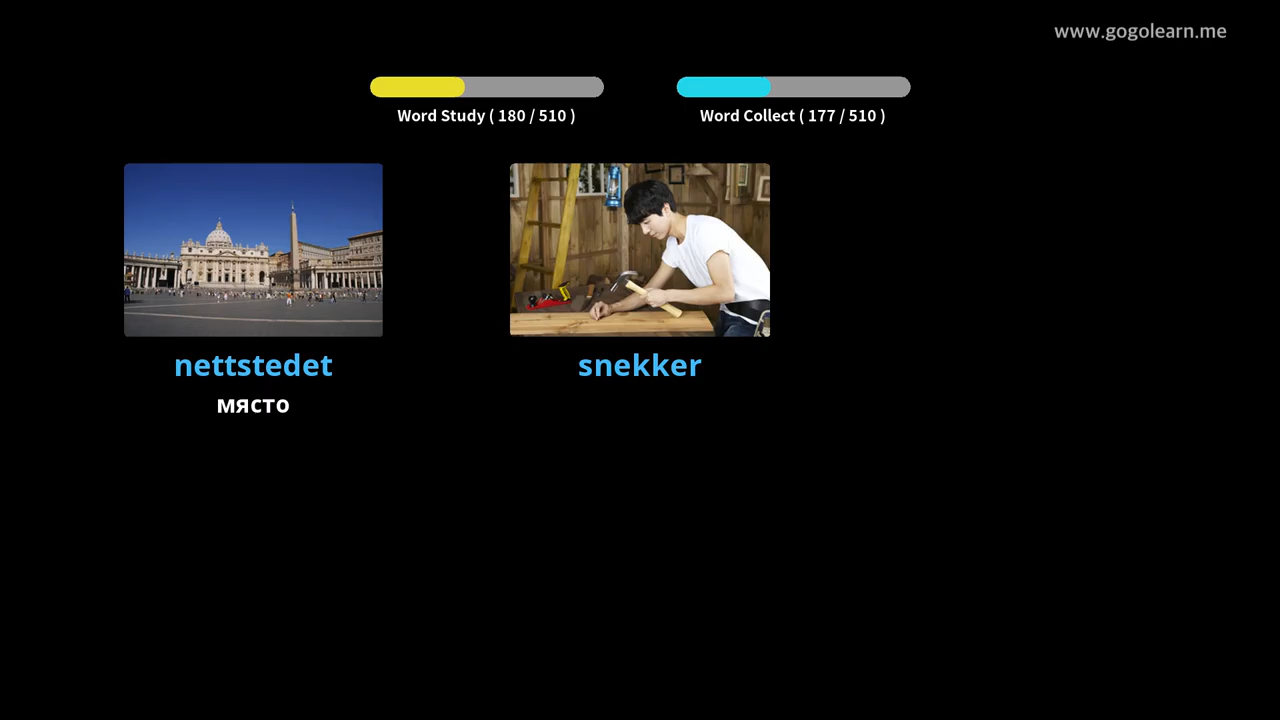 www.gogolearn.me
Word Study ( 180 / 510 )
Word Collect ( 177 / 510 )
nettstedet
snekker
място